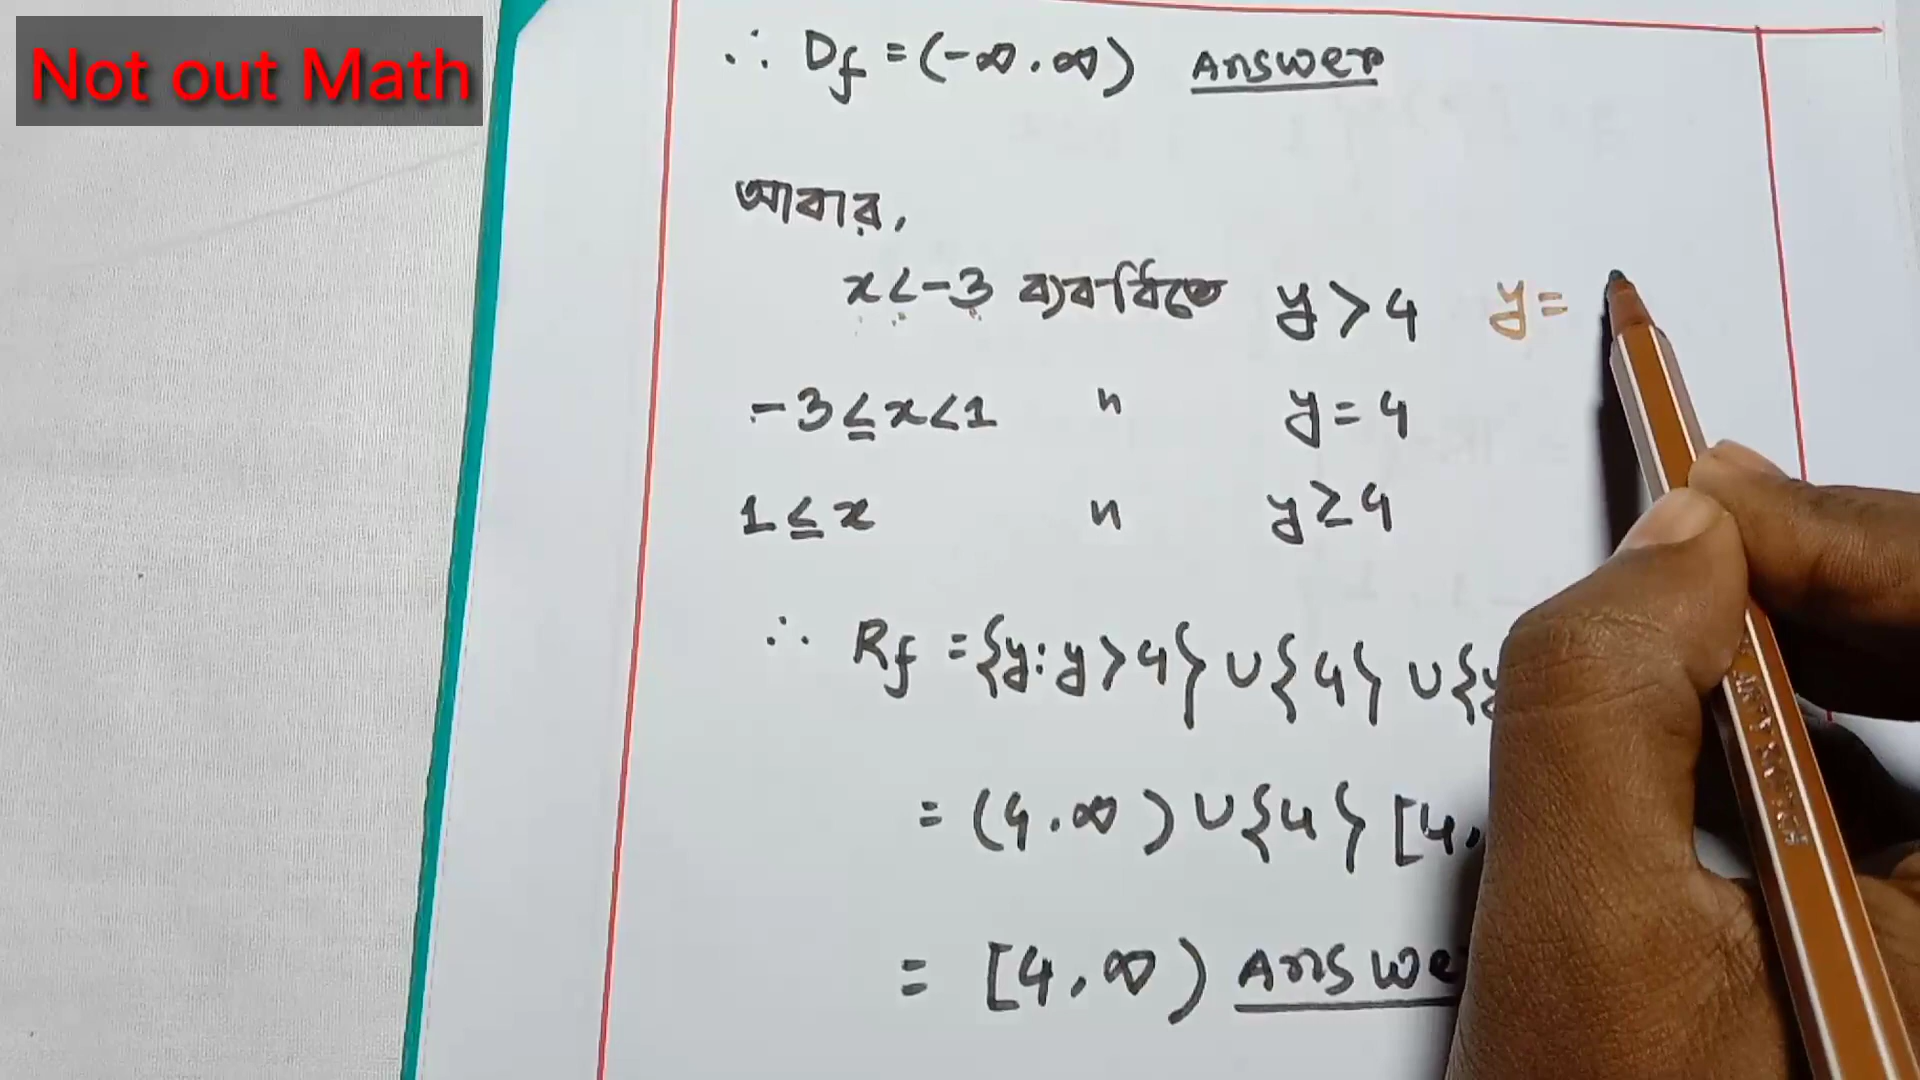 Not out Math
∴ Df = (-∞, ∞) Answer
আবার,
x < -3 ব্যবধিতে y > 4 y =
-3 ≤ x < 1 " y = 4
1 ≤ x " y ≥ 4
∴ Rf = {y: y > 4} ∪ {4} ∪ {y
= (4, ∞) ∪ {4} [4,
= [4, ∞) Answe